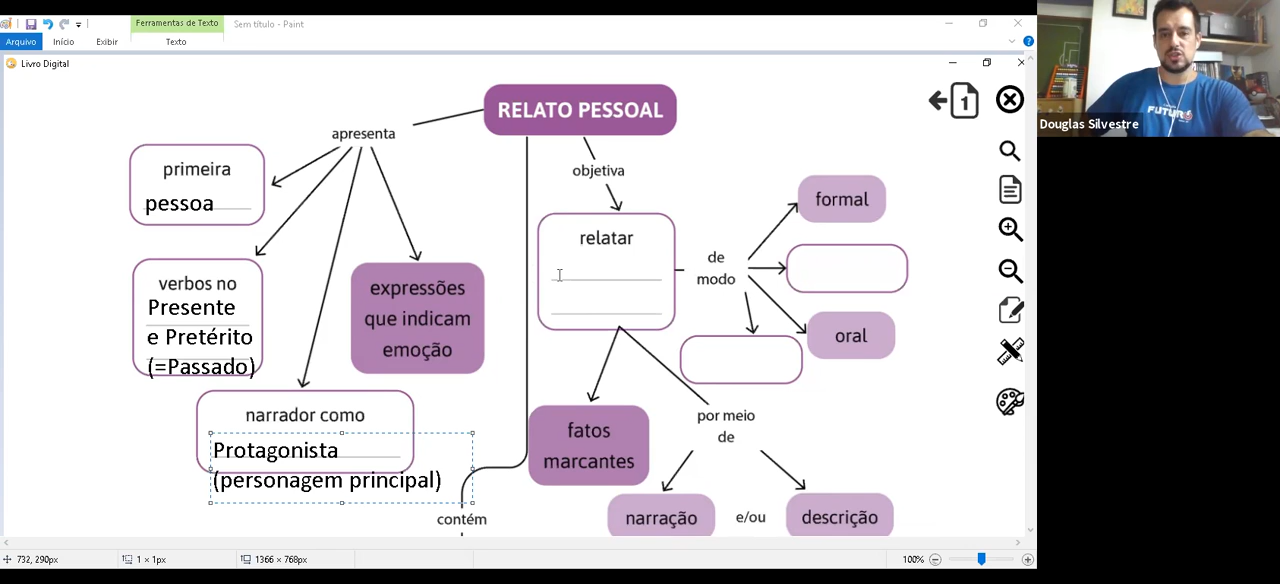 Ferramentas de Texto
Sem título - Paint
Arquivo
Início
Exibir
Texto
Livro Digital
RELATO PESSOAL
apresenta
primeira
pessoa
verbos no
Presente
e Pretérito
(=Passado)
expressões
que indicam
emoção
narrador como
Protagonista
(personagem principal)
contém
objetiva
relatar
de
modo
formal
oral
fatos
marcantes
por meio
de
narração
e/ou
descrição
1
Douglas Silvestre
FUTURO
732, 290px
1 × 1px
1366 × 768px
100%